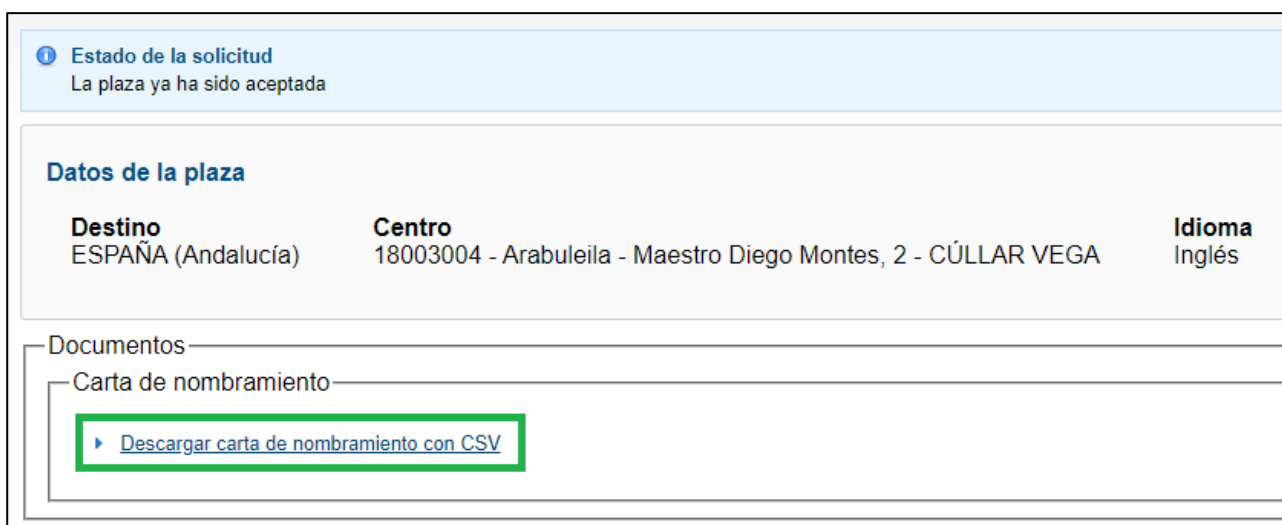 Estado de la solicitud
La plaza ya ha sido aceptada
Datos de la plaza
Destino Centro Idioma
ESPAÑA (Andalucía) 18003004 - Arabuleila - Maestro Diego Montes, 2 - CÚLLAR VEGA Inglés
Documentos
Carta de nombramiento
Descargar carta de nombramiento con CSV